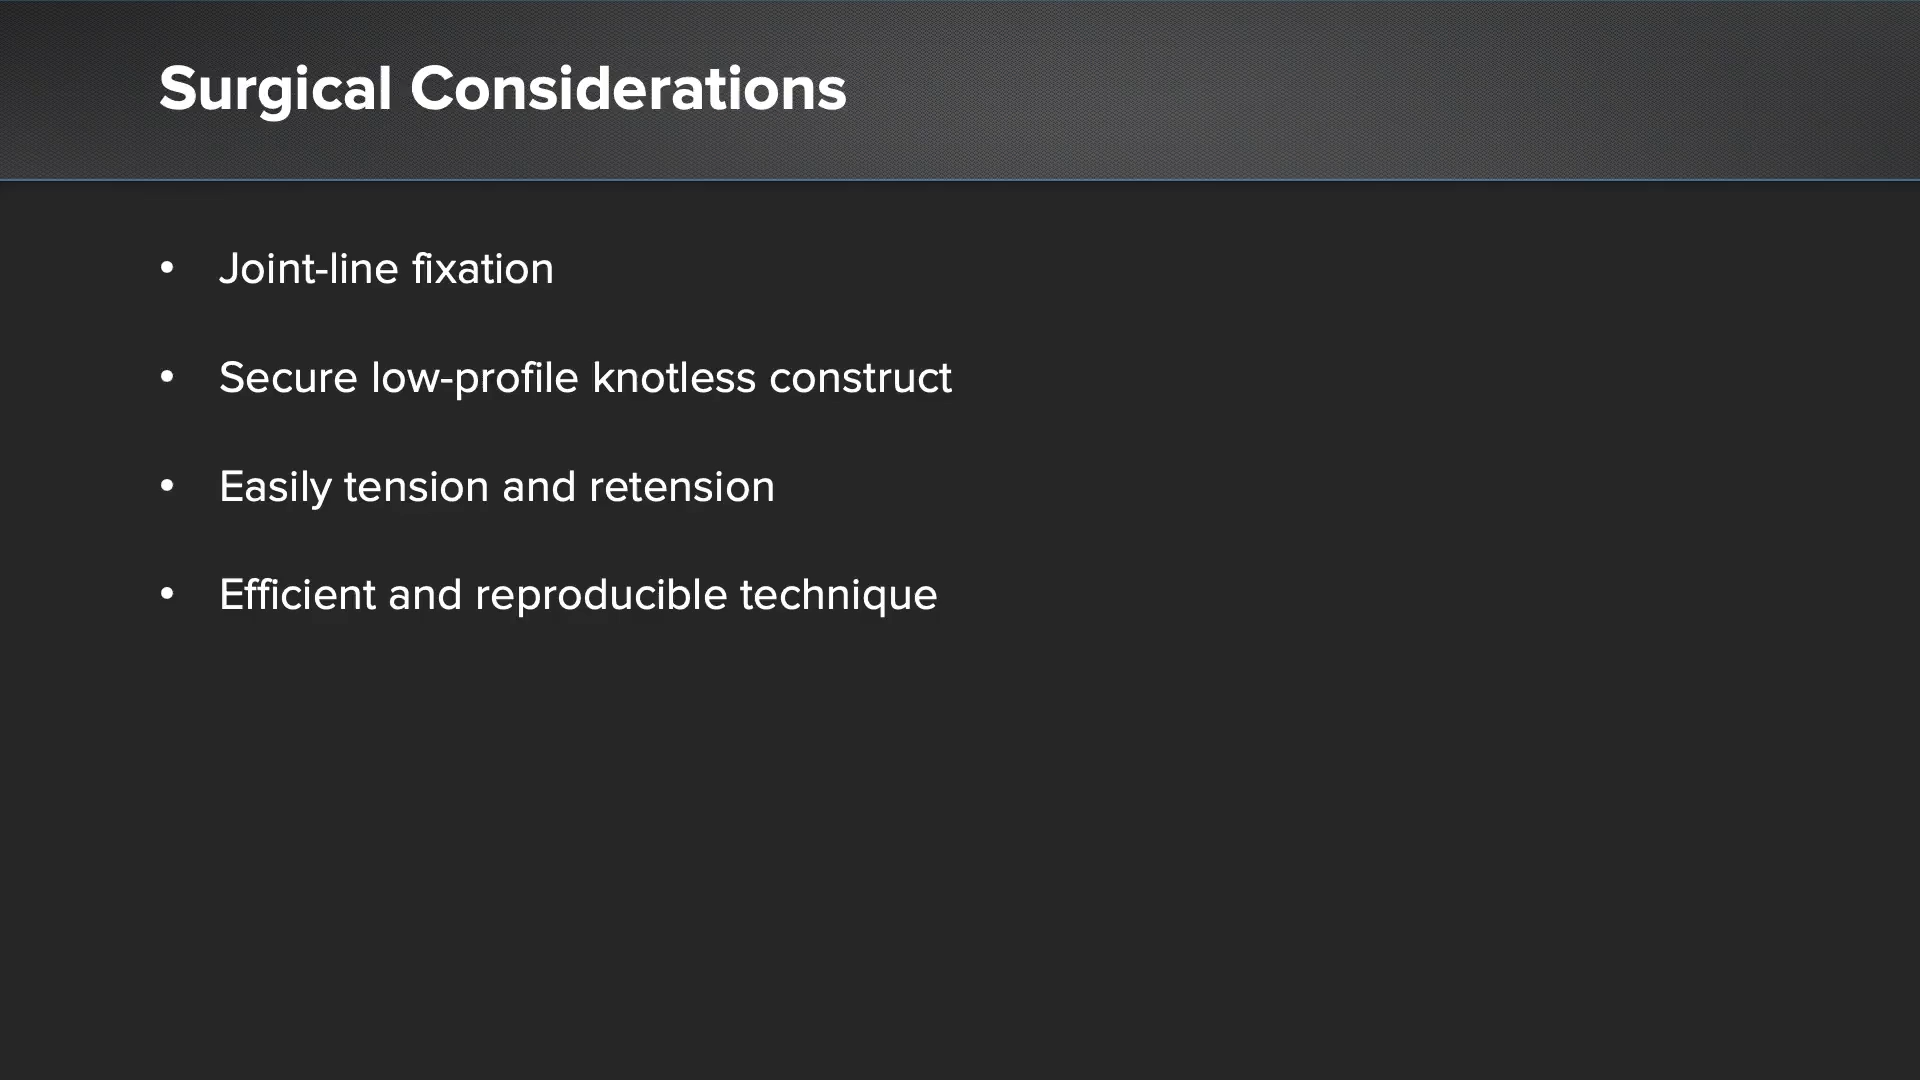 Surgical Considerations
• Joint-line fixation
• Secure low-profile knotless construct
• Easily tension and retension
• Efficient and reproducible technique